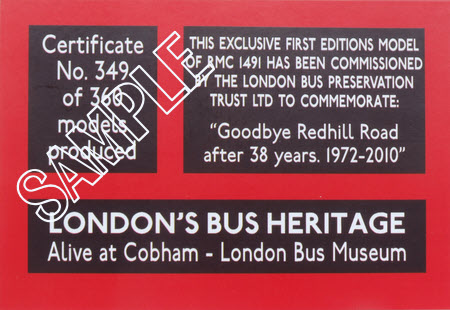 Certificate
No. 349
of 360
models
produced
THIS EXCLUSIVE FIRST EDITIONS MODEL
OF RMC 1491 HAS BEEN COMMISSIONED
BY THE LONDON BUS PRESERVATION
TRUST LTD TO COMMEMORATE:
“Goodbye Redhill Road
after 38 years. 1972-2010”
SAMPLE
LONDON'S BUS HERITAGE
Alive at Cobham - London Bus Museum